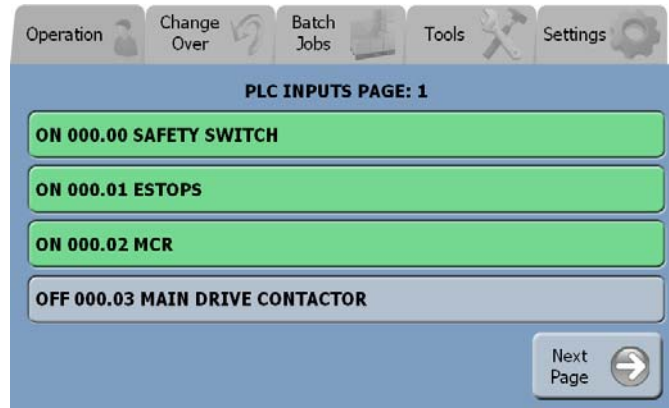 Operation
Change
Over
Batch
Jobs
Tools
Settings
PLC INPUTS PAGE: 1
ON 000.00 SAFETY SWITCH
ON 000.01 ESTOPS
ON 000.02 MCR
OFF 000.03 MAIN DRIVE CONTACTOR
Next
Page